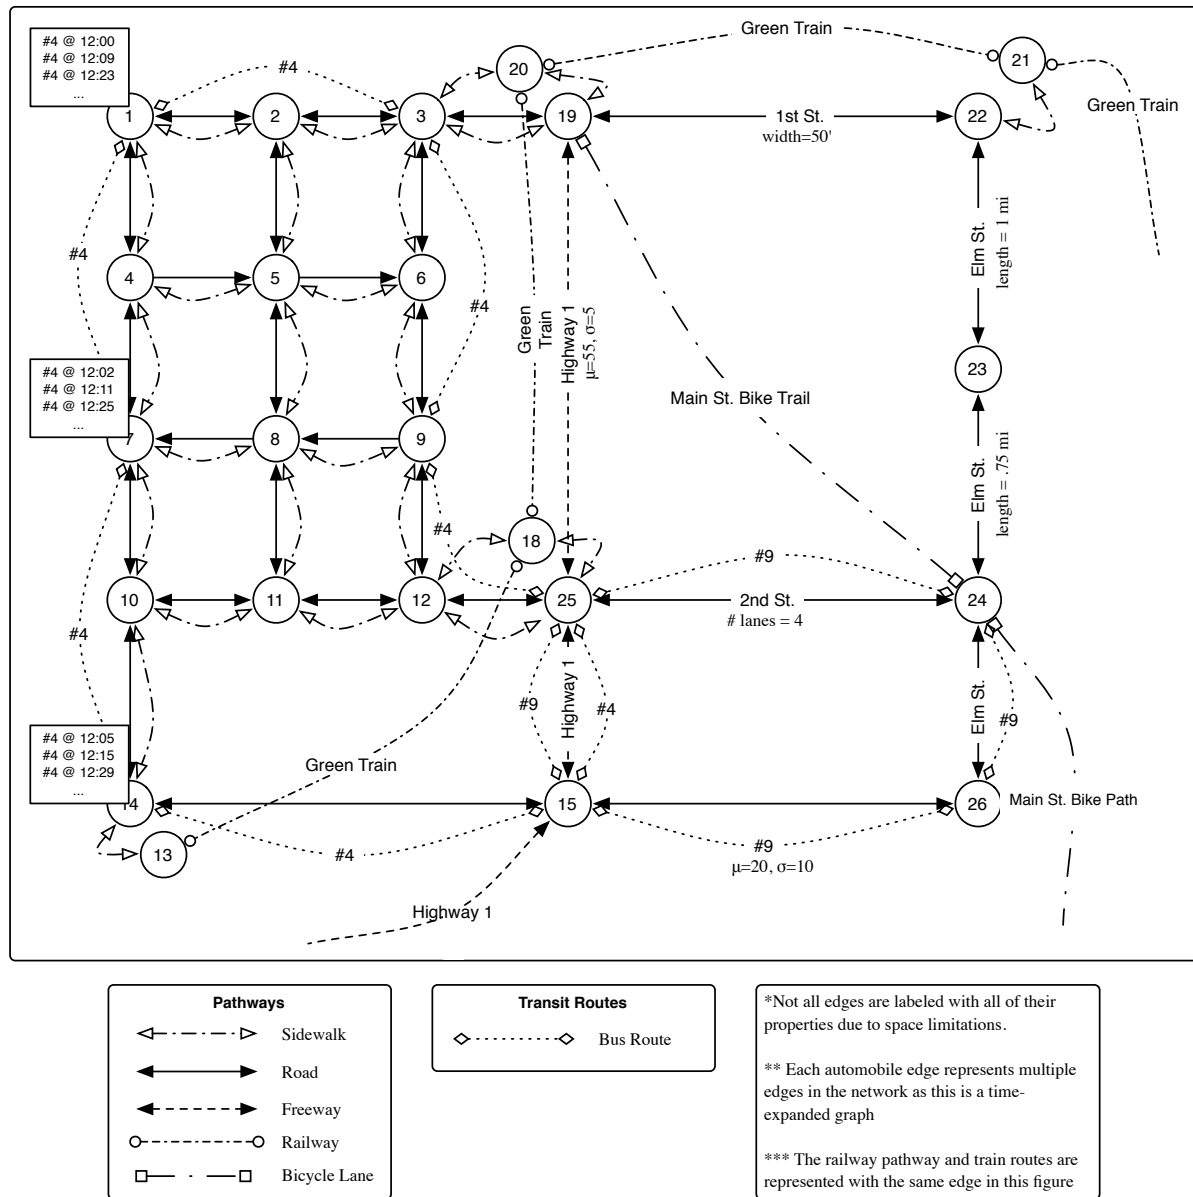 #4 @ 12:00
#4 @ 12:09
#4 @ 12:23
...
Green Train
20
21
#4
Green Train
1
2
3
19
1st St.
width=50'
22
#4
4
5
6
#4
Green
Train
Highway 1
μ=55, σ=5
Elm St.
length = 1 mi
#4 @ 12:02
#4 @ 12:11
#4 @ 12:25
...
23
Main St. Bike Trail
7
8
9
Elm St.
length = .75 mi
#4
18
#9
10
11
12
25
2nd St.
# lanes = 4
24
#4
#9
#4
Highway 1
Elm St.
#9
#4 @ 12:05
#4 @ 12:15
#4 @ 12:29
...
Green Train
14
15
26
Main St. Bike Path
13
#4
#9
μ=20, σ=10
Highway 1
Pathways
Sidewalk
Road
Freeway
Railway
Bicycle Lane
Transit Routes
Bus Route
*Not all edges are labeled with all of their
properties due to space limitations.
** Each automobile edge represents multiple
edges in the network as this is a time-
expanded graph
*** The railway pathway and train routes are
represented with the same edge in this figure